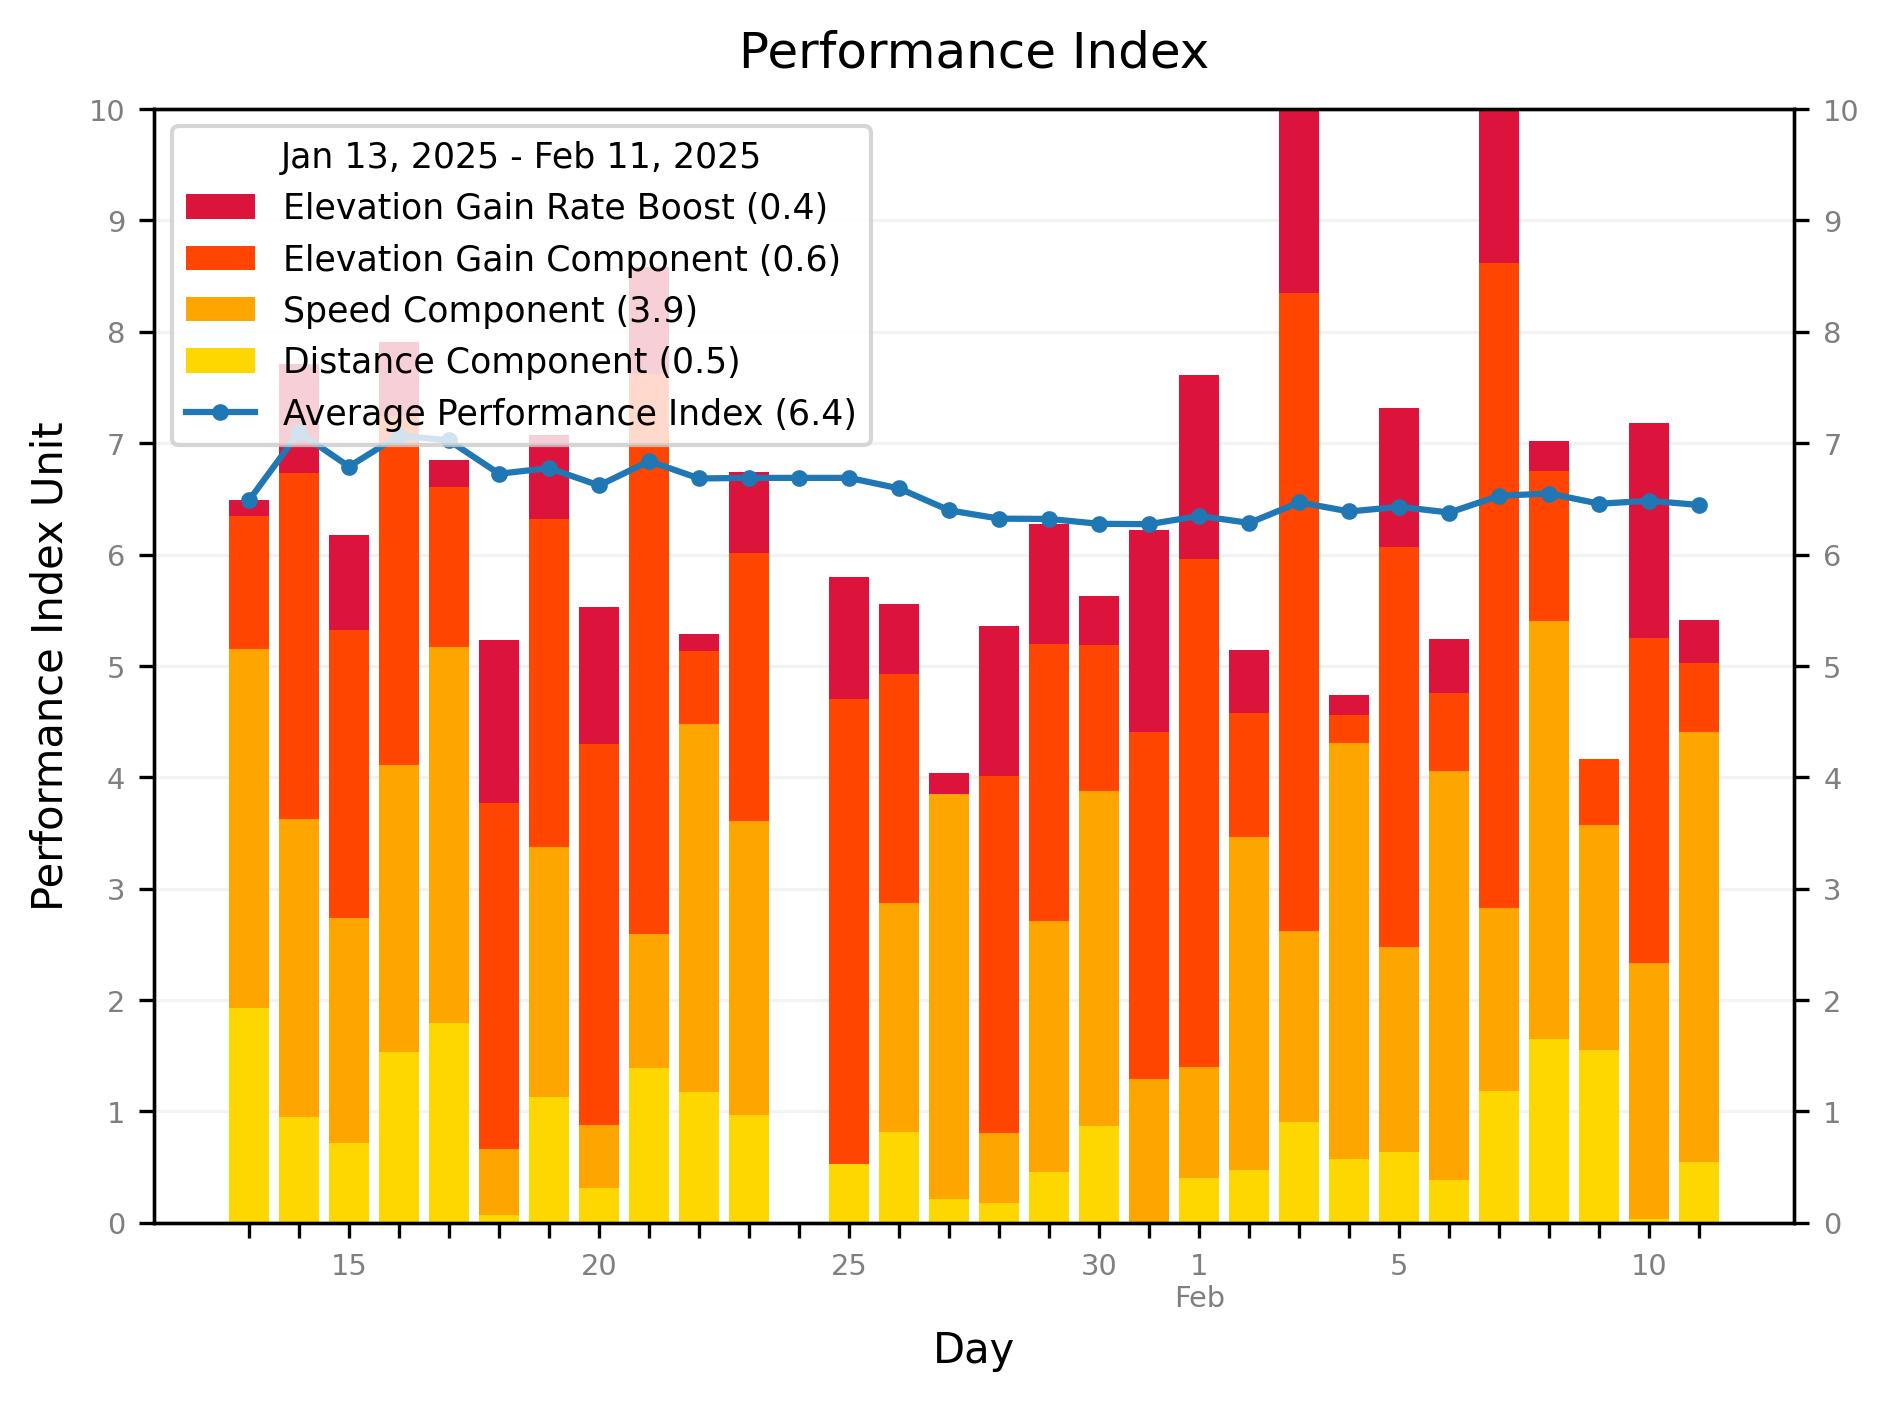 Performance Index
Jan 13, 2025 - Feb 11, 2025
Elevation Gain Rate Boost (0.4)
Elevation Gain Component (0.6)
Speed Component (3.9)
Distance Component (0.5)
Average Performance Index (6.4)
Performance Index Unit
10
9
8
7
6
5
4
3
2
1
0
10
9
8
7
6
5
4
3
2
1
0
15 20 25 30 1 5 10
Feb
Day